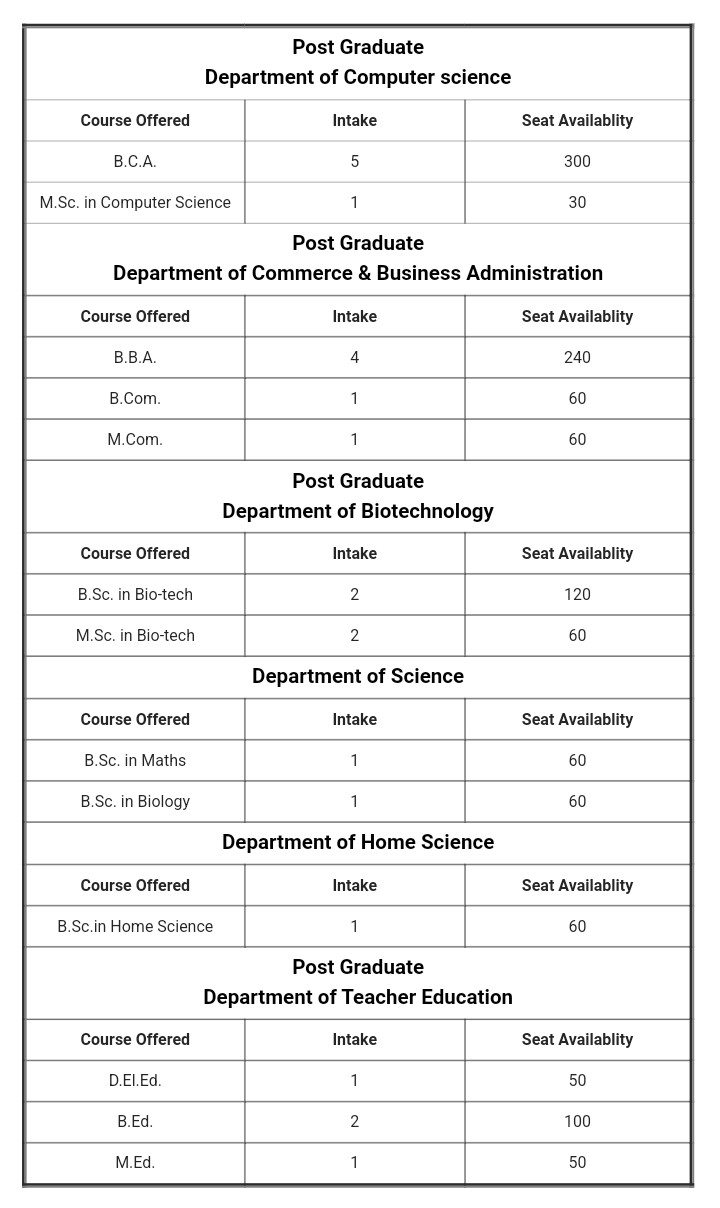 Post Graduate
Department of Computer science
Course Offered Intake Seat Availablity
B.C.A. 5 300
M.Sc. in Computer Science 1 30
Post Graduate
Department of Commerce & Business Administration
Course Offered Intake Seat Availablity
B.B.A. 4 240
B.Com. 1 60
M.Com. 1 60
Post Graduate
Department of Biotechnology
Course Offered Intake Seat Availablity
B.Sc. in Bio-tech 2 120
M.Sc. in Bio-tech 2 60
Department of Science
Course Offered Intake Seat Availablity
B.Sc. in Maths 1 60
B.Sc. in Biology 1 60
Department of Home Science
Course Offered Intake Seat Availablity
B.Sc.in Home Science 1 60
Post Graduate
Department of Teacher Education
Course Offered Intake Seat Availablity
D.El.Ed. 1 50
B.Ed. 2 100
M.Ed. 1 50